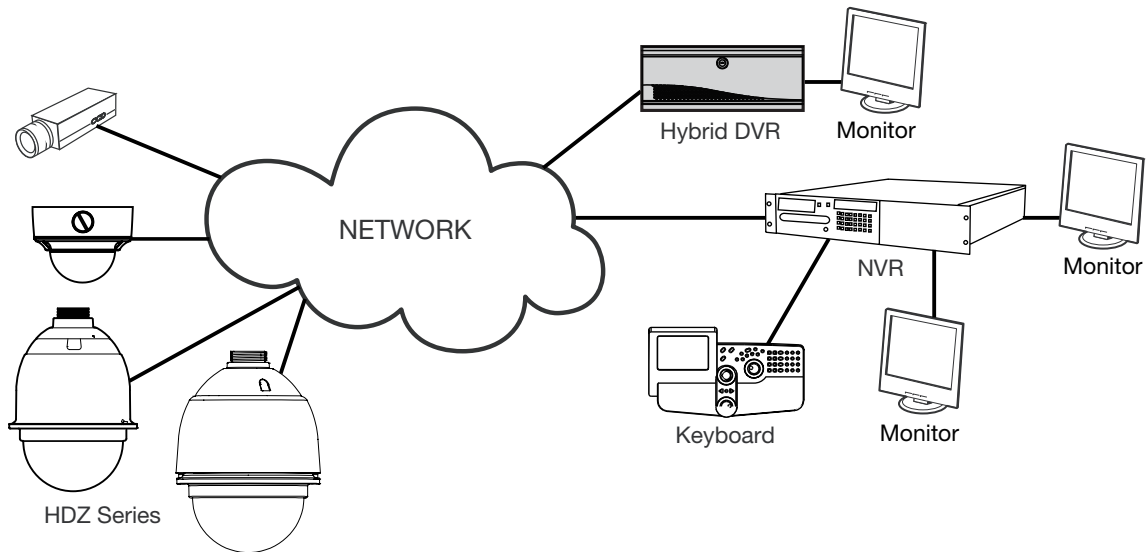 Hybrid DVR
Monitor
NETWORK
NVR
Monitor
Keyboard
Monitor
HDZ Series